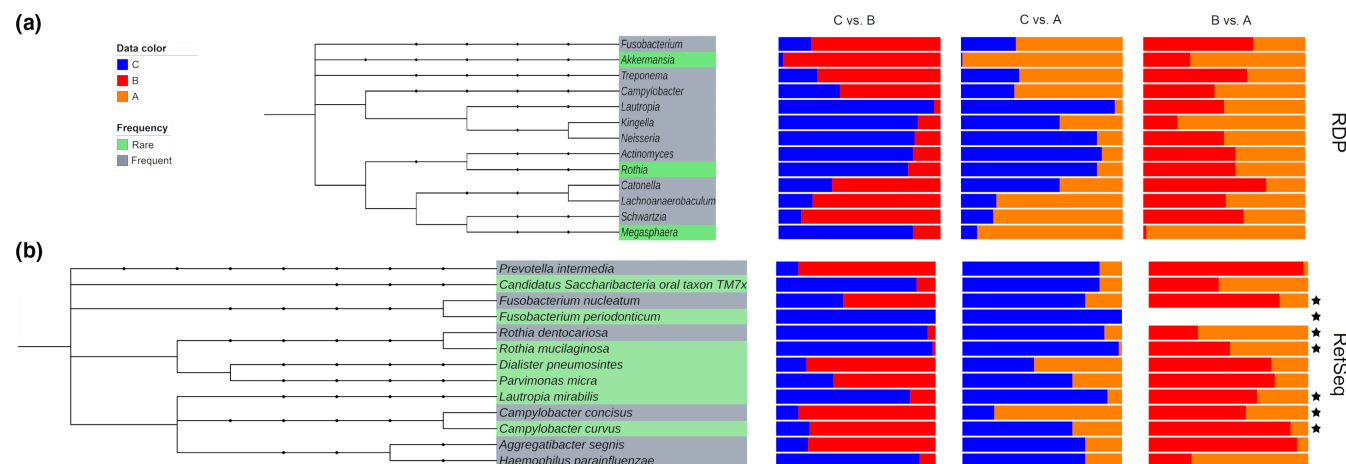 (a)
C vs. B
C vs. A
B vs. A
Data color
C
B
A
Frequency
Rare
Frequent
Fusobacterium
Akkermansia
Treponema
Campylobacter
Lautropia
Kingella
Neisseria
Actinomyces
Rothia
Catonella
Lachnoanaerobaculum
Schwartzia
Megasphaera
RDP
(b)
Prevotella intermedia
Candidatus Saccharibacteria oral taxon TM7x
Fusobacterium nucleatum
Fusobacterium periodonticum
Rothia dentocariosa
Rothia mucilaginosa
Dialister pneumosintes
Parvimonas micra
Lautropia mirabilis
Campylobacter concisus
Campylobacter curvus
Aggregatibacter segnis
Haemophilus parainfluenzae
RefSeq